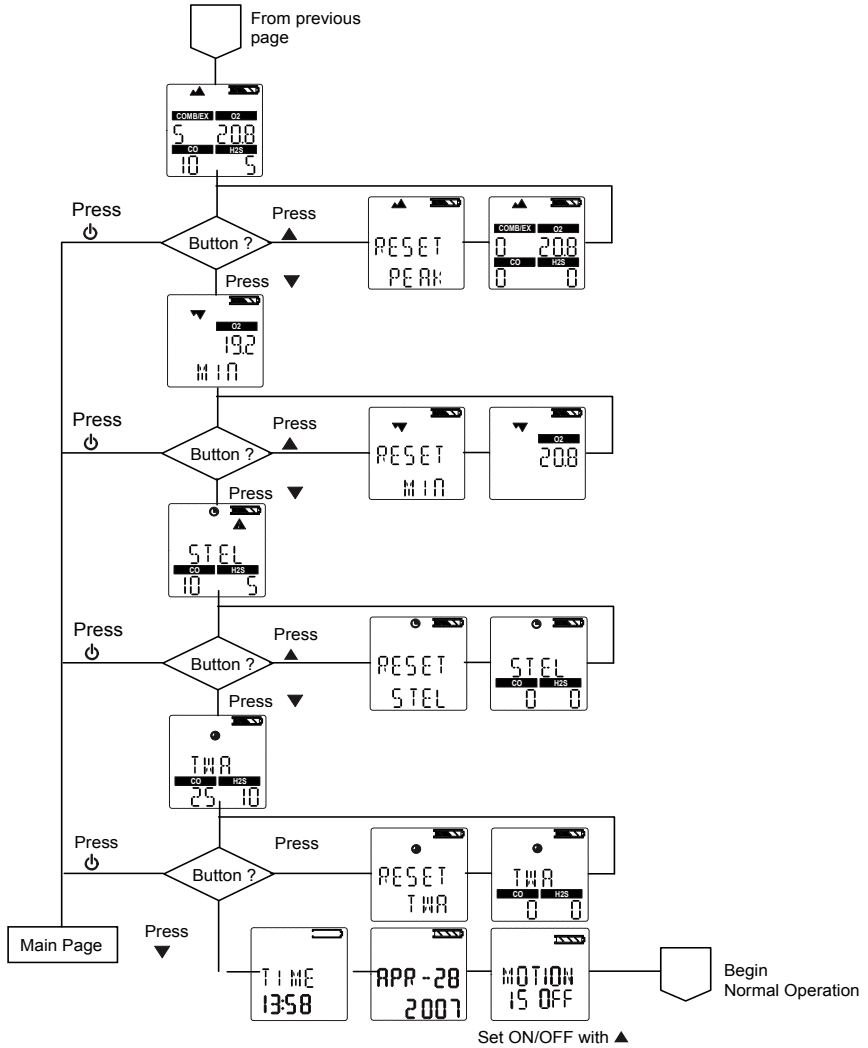 From previous
page
COMB/EX O2
5 20.8
CO H2S
10 5
Press
Button ?
Press ▲
RESET
PEAK
COMB/EX O2
0 20.8
CO H2S
0 0
Press ▼
O2
19.2
MIN
Press
Button ?
Press
▲
RESET
MIN
O2
20.8
Press ▼
STEL
CO H2S
10 5
Press
Button ?
Press
▲
RESET
STEL
STEL
CO H2S
0 0
Press ▼
TWA
CO H2S
25 10
Press
Button ?
Press
RESET
TWA
TWA
CO H2S
0 0
Main Page
Press
▼
TIME
13:58
APR-28
2007
MOTION
IS OFF
Begin
Normal Operation
Set ON/OFF with ▲